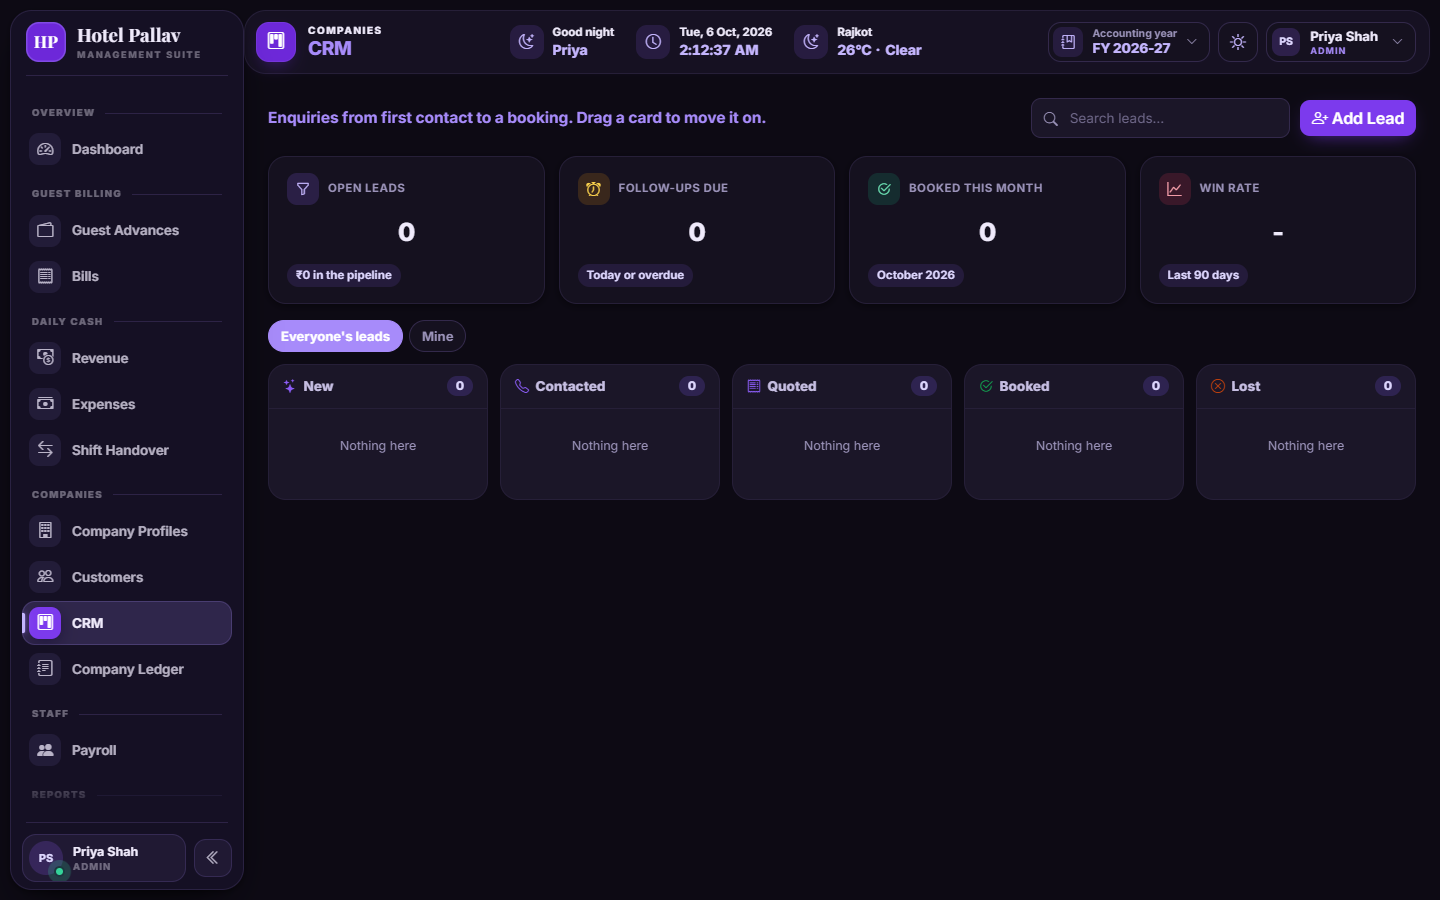 HP
Hotel Pallav
MANAGEMENT SUITE
OVERVIEW
Dashboard
GUEST BILLING
Guest Advances
Bills
DAILY CASH
Revenue
Expenses
Shift Handover
COMPANIES
Company Profiles
Customers
CRM
Company Ledger
STAFF
Payroll
REPORTS
PS
Priya Shah
ADMIN
COMPANIES
CRM
Good night
Priya
Tue, 6 Oct, 2026
2:12:37 AM
Rajkot
26°C · Clear
Accounting year
FY 2026-27
PS
Priya Shah
ADMIN
Enquiries from first contact to a booking. Drag a card to move it on.
Search leads...
Add Lead
OPEN LEADS
0
₹0 in the pipeline
FOLLOW-UPS DUE
0
Today or overdue
BOOKED THIS MONTH
0
October 2026
WIN RATE
-
Last 90 days
Everyone's leads
Mine
New 0
Nothing here
Contacted 0
Nothing here
Quoted 0
Nothing here
Booked 0
Nothing here
Lost 0
Nothing here